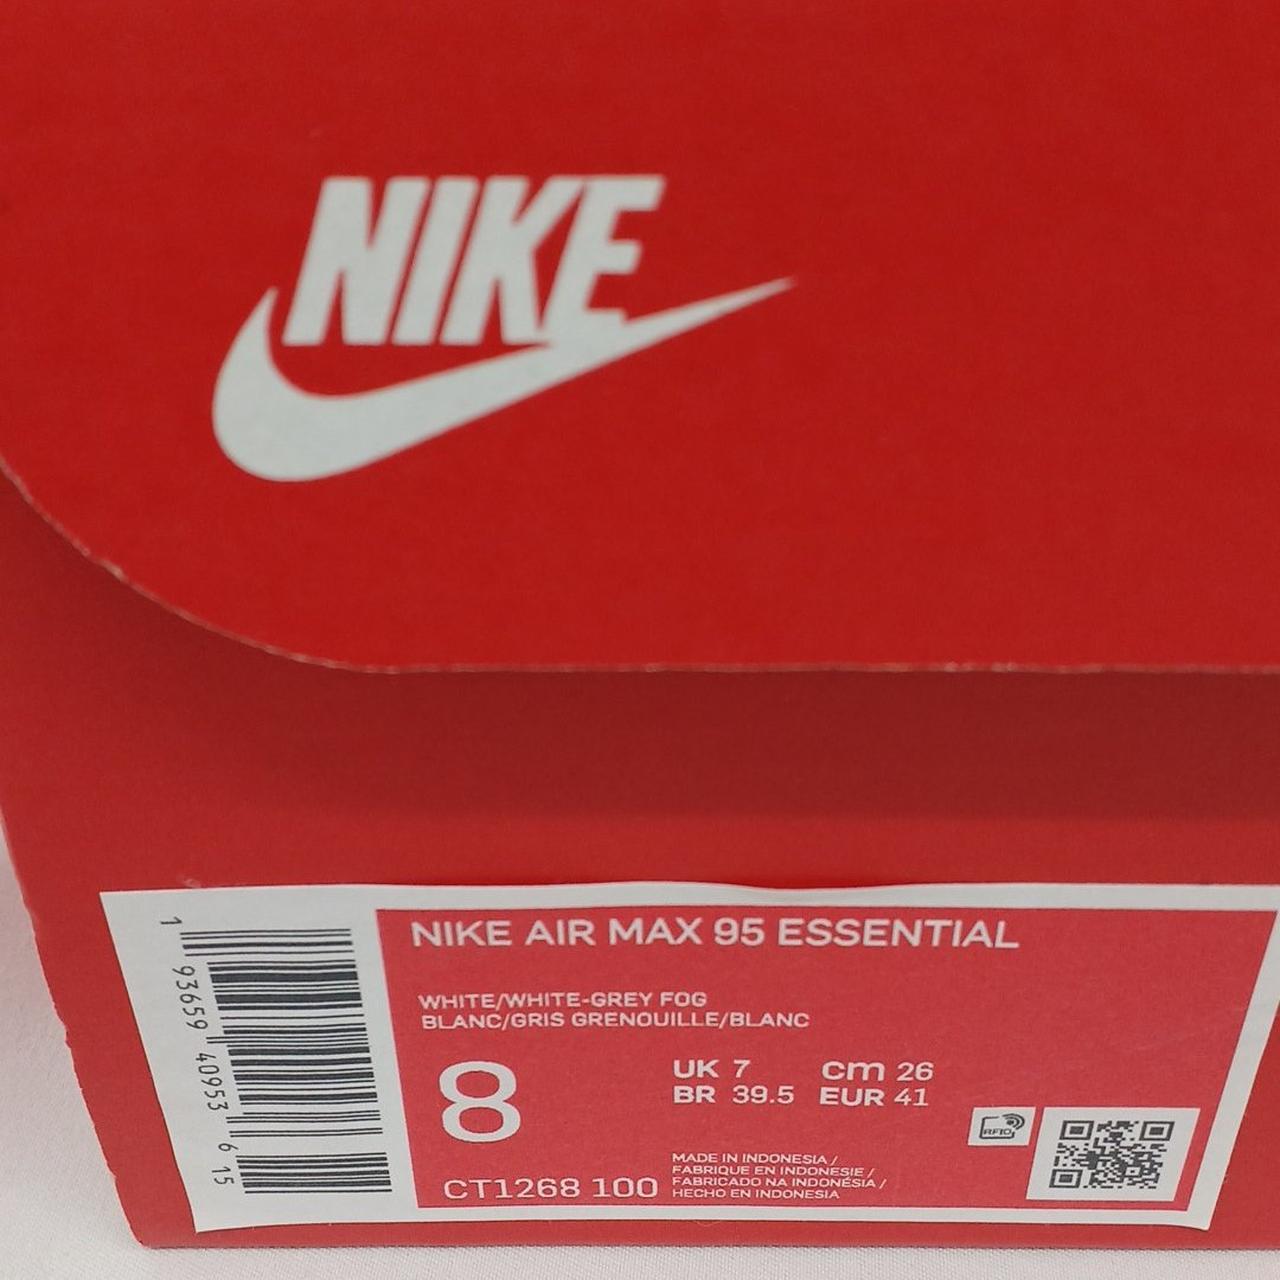 NIKE
NIKE AIR MAX 95 ESSENTIAL
WHITE/WHITE-GREY FOG
BLANC/GRIS GRENOUILLE/BLANC
8
UK 7 cm 26
BR 39.5 EUR 41
CT1268 100
MADE IN INDONESIA /
FABRIQUE EN INDONESIE /
FABRICADO NA INDONÉSIA /
HECHO EN INDONESIA
RFID
1 93659 40953 6 15